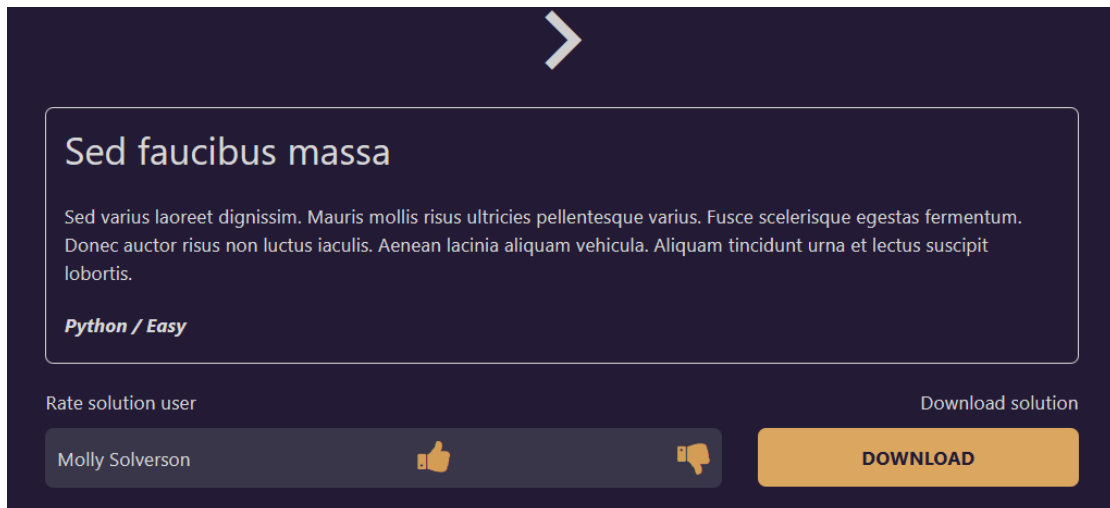 Sed faucibus massa
Sed varius laoreet dignissim. Mauris mollis risus ultricies pellentesque varius. Fusce scelerisque egestas fermentum.
Donec auctor risus non luctus iaculis. Aenean lacinia aliquam vehicula. Aliquam tincidunt urna et lectus suscipit
lobortis.
Python / Easy
Rate solution user
Download solution
Molly Solverson
DOWNLOAD